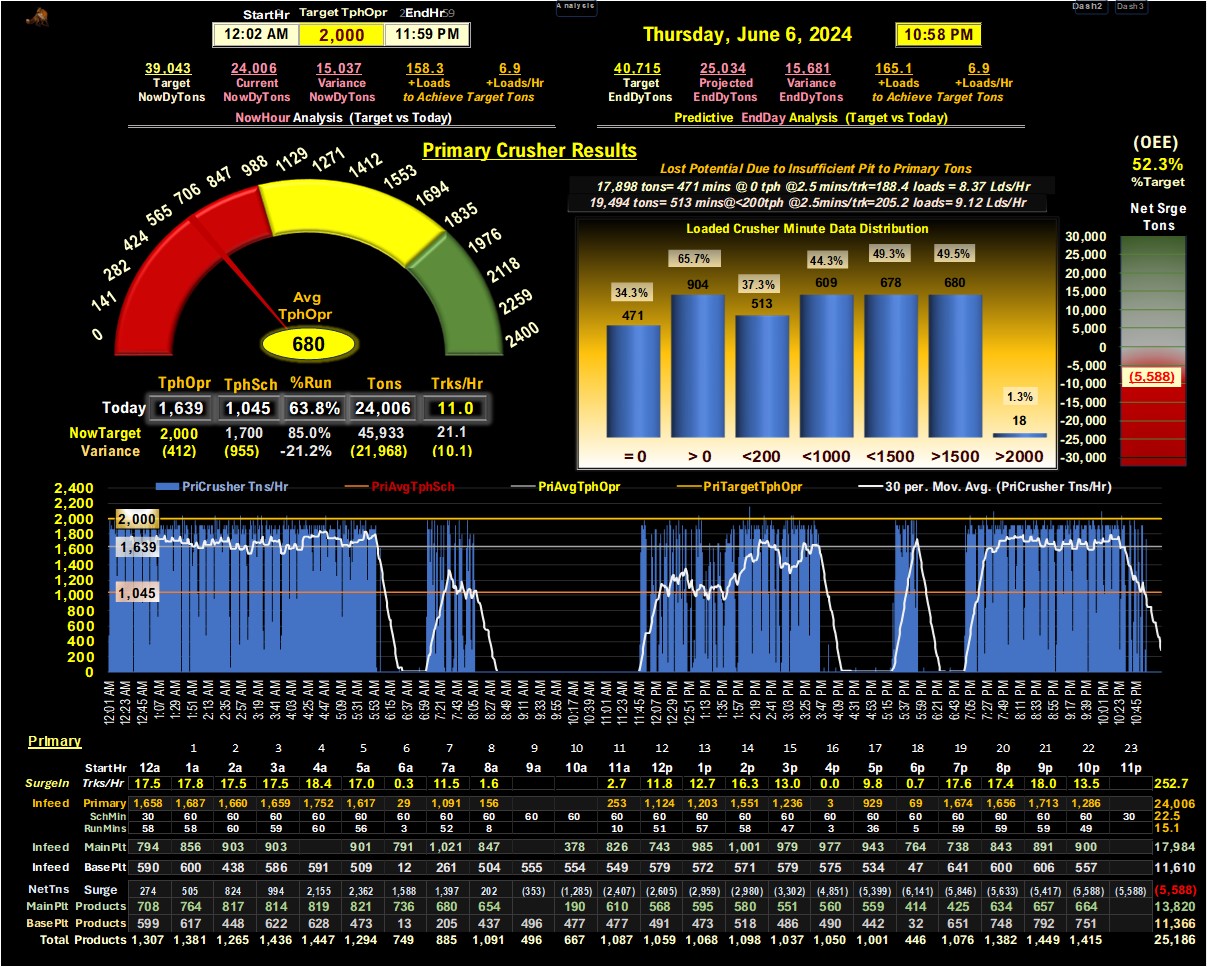 Analysis
Dash2 Dash3
StartHr Target TphOpr EndHr
12:02 AM 2,000 11:59 PM
Thursday, June 6, 2024 10:58 PM
39,043 24,006 15,037 158.3 6.9
Target Current Variance +Loads +Loads/Hr
NowDyTons NowDyTons NowDyTons to Achieve Target Tons
NowHour Analysis (Target vs Today)
40,715 25,034 15,681 165.1 6.9
Target Projected Variance +Loads +Loads/Hr
EndDyTons EndDyTons EndDyTons to Achieve Target Tons
Predictive EndDay Analysis (Target vs Today)
Primary Crusher Results
0 141 282 424 565 706 847 988 1129 1271 1412 1553 1694 1835 1976 2118 2259 2400
Avg
TphOpr
680
TphOpr TphSch %Run Tons Trks/Hr
Today 1,639 1,045 63.8% 24,006 11.0
NowTarget 2,000 1,700 85.0% 45,933 21.1
Variance (412) (955) -21.2% (21,968) (10.1)
Lost Potential Due to Insufficient Pit to Primary Tons
17,898 tons= 471 mins @ 0 tph @2.5 mins/trk=188.4 loads = 8.37 Lds/Hr
19,494 tons= 513 mins@<200tph @2.5mins/trk=205.2 loads= 9.12 Lds/Hr
Loaded Crusher Minute Data Distribution
34.3% 65.7% 37.3% 44.3% 49.3% 49.5% 1.3%
471 904 513 609 678 680 18
= 0 > 0 <200 <1000 <1500 >1500 >2000
(OEE)
52.3%
%Target
Net Srge
Tons
30,000
25,000
20,000
15,000
10,000
5,000
0
-5,000
-10,000
-15,000
-20,000
-25,000
-30,000
(5,588)
PriCrusher Tns/Hr PriAvgTphSch PriAvgTphOpr PriTargetTphOpr 30 per. Mov. Avg. (PriCrusher Tns/Hr)
2,400
2,200
2,000
1,800
1,600
1,400
1,200
1,000
800
600
400
200
0
2,000
1,639
1,045
12:01 AM 12:23 AM 12:45 AM 1:07 AM 1:29 AM 1:51 AM 2:13 AM 2:35 AM 2:57 AM 3:19 AM 3:41 AM 4:03 AM 4:25 AM 4:47 AM 5:09 AM 5:31 AM 5:53 AM 6:15 AM 6:37 AM 6:59 AM 7:21 AM 7:43 AM 8:05 AM 8:27 AM 8:49 AM 9:11 AM 9:33 AM 9:55 AM 10:17 AM 10:39 AM 11:01 AM 11:23 AM 11:45 AM 12:07 PM 12:29 PM 12:51 PM 1:13 PM 1:35 PM 1:57 PM 2:19 PM 2:41 PM 3:03 PM 3:25 PM 3:47 PM 4:09 PM 4:31 PM 4:53 PM 5:15 PM 5:37 PM 5:59 PM 6:21 PM 6:43 PM 7:05 PM 7:27 PM 7:49 PM 8:11 PM 8:33 PM 8:55 PM 9:17 PM 9:39 PM 10:01 PM 10:23 PM 10:45 PM
Primary
1 2 3 4 5 6 7 8 9 10 11 12 13 14 15 16 17 18 19 20 21 22 23
StartHr 12a 1a 2a 3a 4a 5a 6a 7a 8a 9a 10a 11a 12p 1p 2p 3p 4p 5p 6p 7p 8p 9p 10p 11p
SurgeIn Trks/Hr 17.5 17.8 17.5 17.5 18.4 17.0 0.3 11.5 1.6 2.7 11.8 12.7 16.3 13.0 0.0 9.8 0.7 17.6 17.4 18.0 13.5 252.7
Infeed Primary 1,658 1,687 1,660 1,659 1,752 1,617 29 1,091 156 253 1,124 1,203 1,551 1,236 3 929 69 1,674 1,656 1,713 1,286 24,006
SchMin 30 60 60 60 60 60 60 60 60 60 60 60 60 60 60 60 60 60 60 60 60 60 60 30 22.5
RunMins 58 58 60 59 60 56 3 52 8 10 51 57 58 47 3 36 5 59 59 59 49 15.1
Infeed MainPlt 794 856 903 903 501 791 1,021 847 378 826 743 985 1,001 979 977 943 764 738 843 891 900 17,984
Infeed BasePlt 590 600 438 586 591 509 12 261 504 555 554 549 579 572 571 579 575 534 47 641 600 606 557 11,610
NetTns Surge 274 505 824 994 2,155 2,362 1,588 1,397 202 (353) (1,285) (2,407) (2,605) (2,959) (2,980) (3,302) (4,851) (5,399) (6,141) (5,846) (5,633) (5,417) (5,588) (5,588) (5,588)
MainPlt Products 708 764 817 814 819 821 736 680 654 190 610 568 595 580 551 560 559 414 425 634 657 664 13,820
BasePlt Products 599 617 448 622 628 473 13 205 437 496 477 477 491 473 518 486 490 442 32 651 748 792 751 11,366
Total Products 1,307 1,381 1,265 1,436 1,447 1,294 749 885 1,091 496 667 1,087 1,059 1,068 1,098 1,037 1,050 1,001 446 1,076 1,382 1,449 1,415 25,186